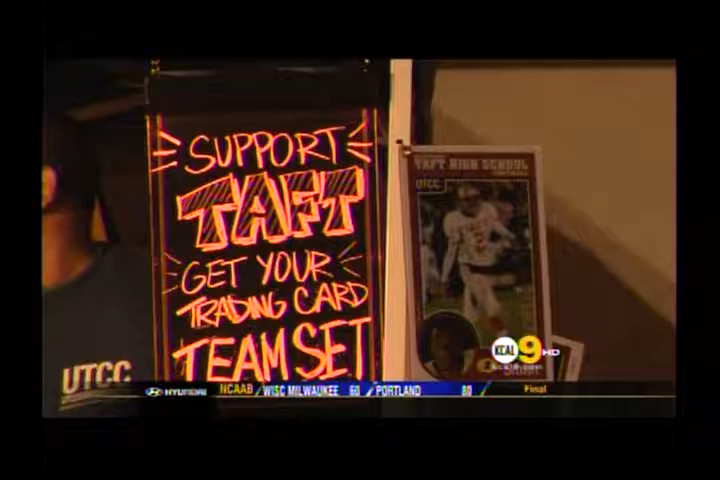 SUPPORT
TAFT
GET YOUR
TRADING CARD
TEAM SET
TAFT HIGH SCHOOL
UTCC
UTCC
KCAL 9 HD
HYUNDAI NCAAB WISC MILWAUKEE 60 PORTLAND 80 Final